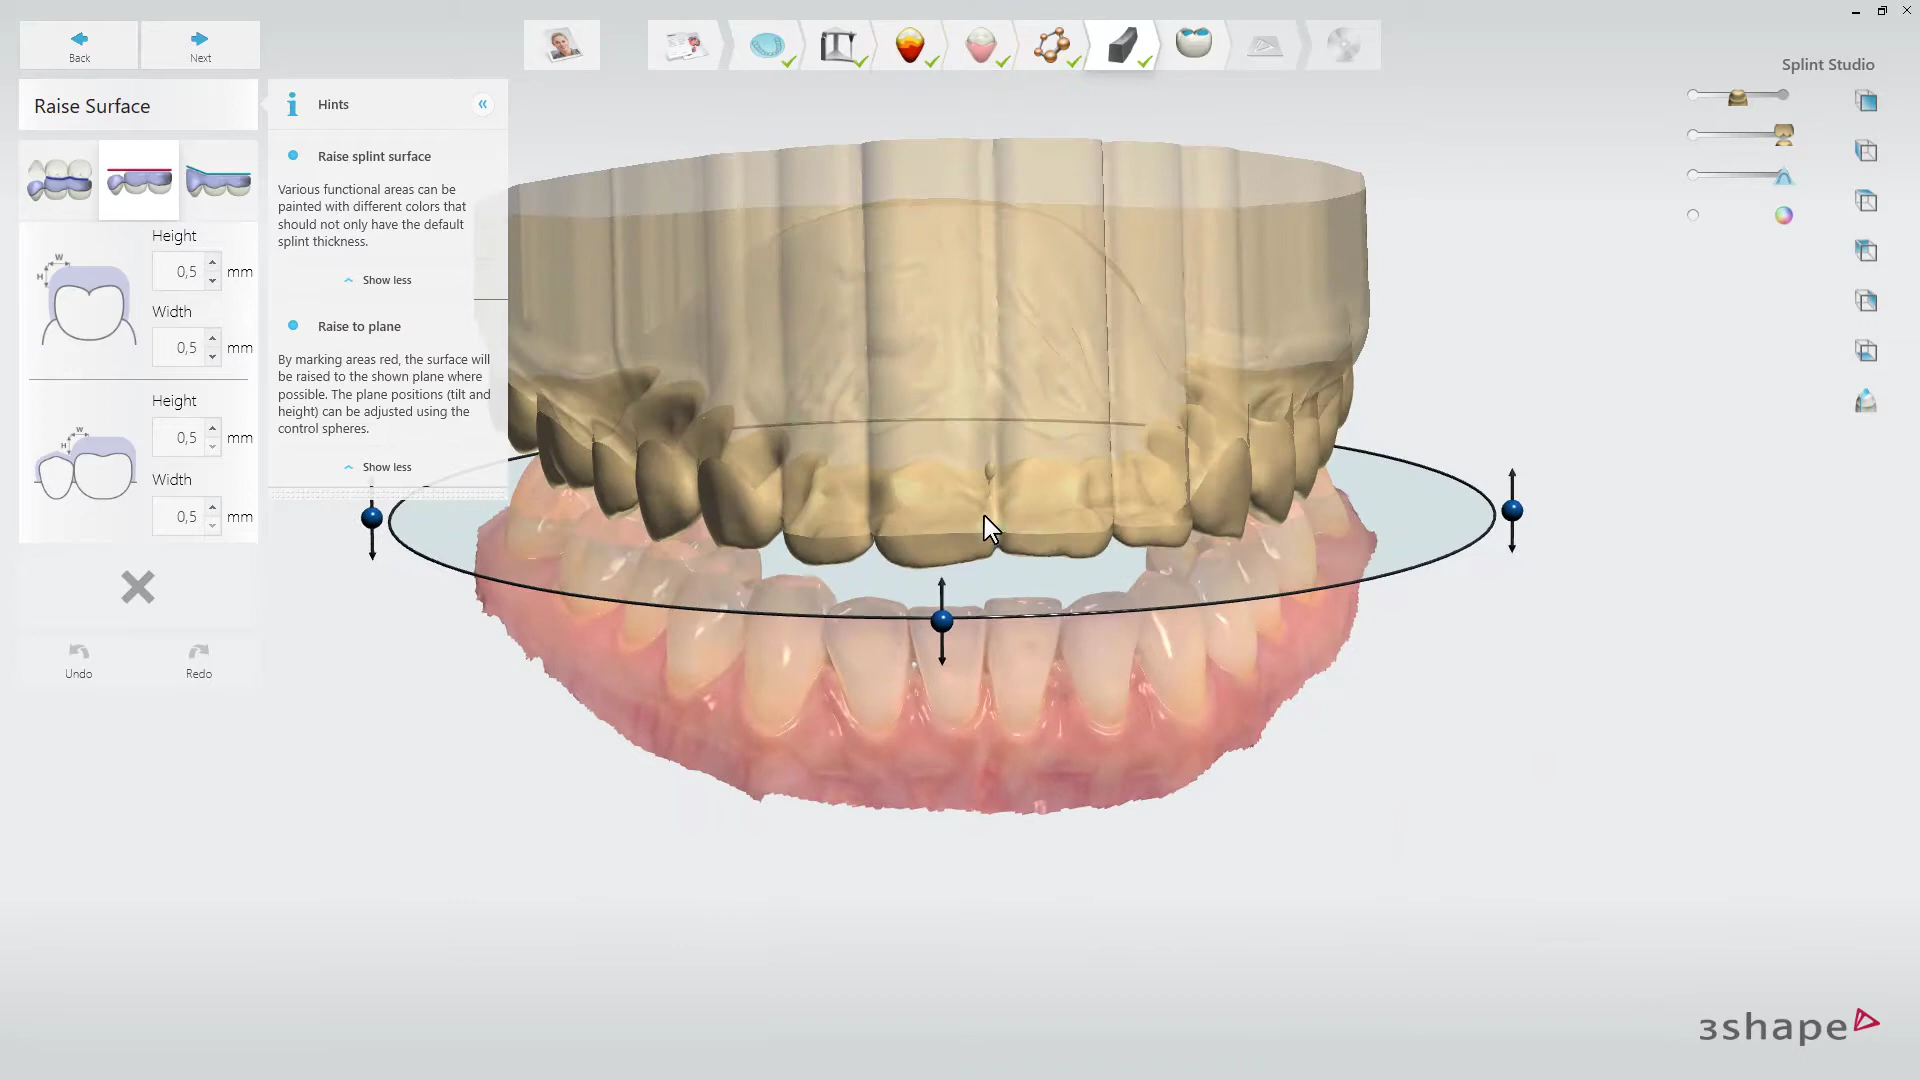 Back
Next
Splint Studio
Raise Surface
Hints
Raise splint surface
Various functional areas can be
painted with different colors that
should not only have the default
splint thickness.
Show less
Raise to plane
By marking areas red, the surface will
be raised to the shown plane where
possible. The plane positions (tilt and
height) can be adjusted using the
control spheres.
Show less
Height
W
H
0,5 mm
Width
0,5 mm
Height
W
H
0,5 mm
Width
0,5 mm
Undo
Redo
3shape